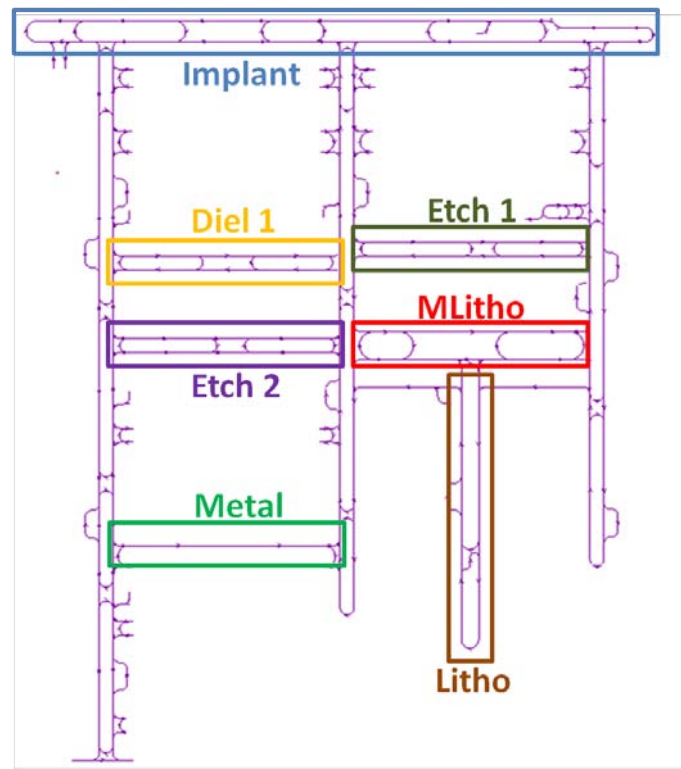 Implant
Diel 1
Etch 1
MLitho
Etch 2
Metal
Litho